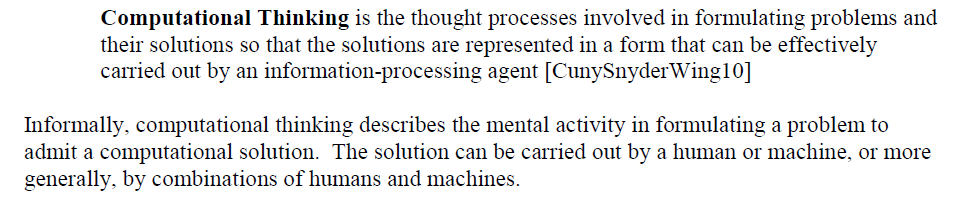 Computational Thinking is the thought processes involved in formulating problems and
their solutions so that the solutions are represented in a form that can be effectively
carried out by an information-processing agent [CunySnyderWing10]
Informally, computational thinking describes the mental activity in formulating a problem to
admit a computational solution.  The solution can be carried out by a human or machine, or more
generally, by combinations of humans and machines.